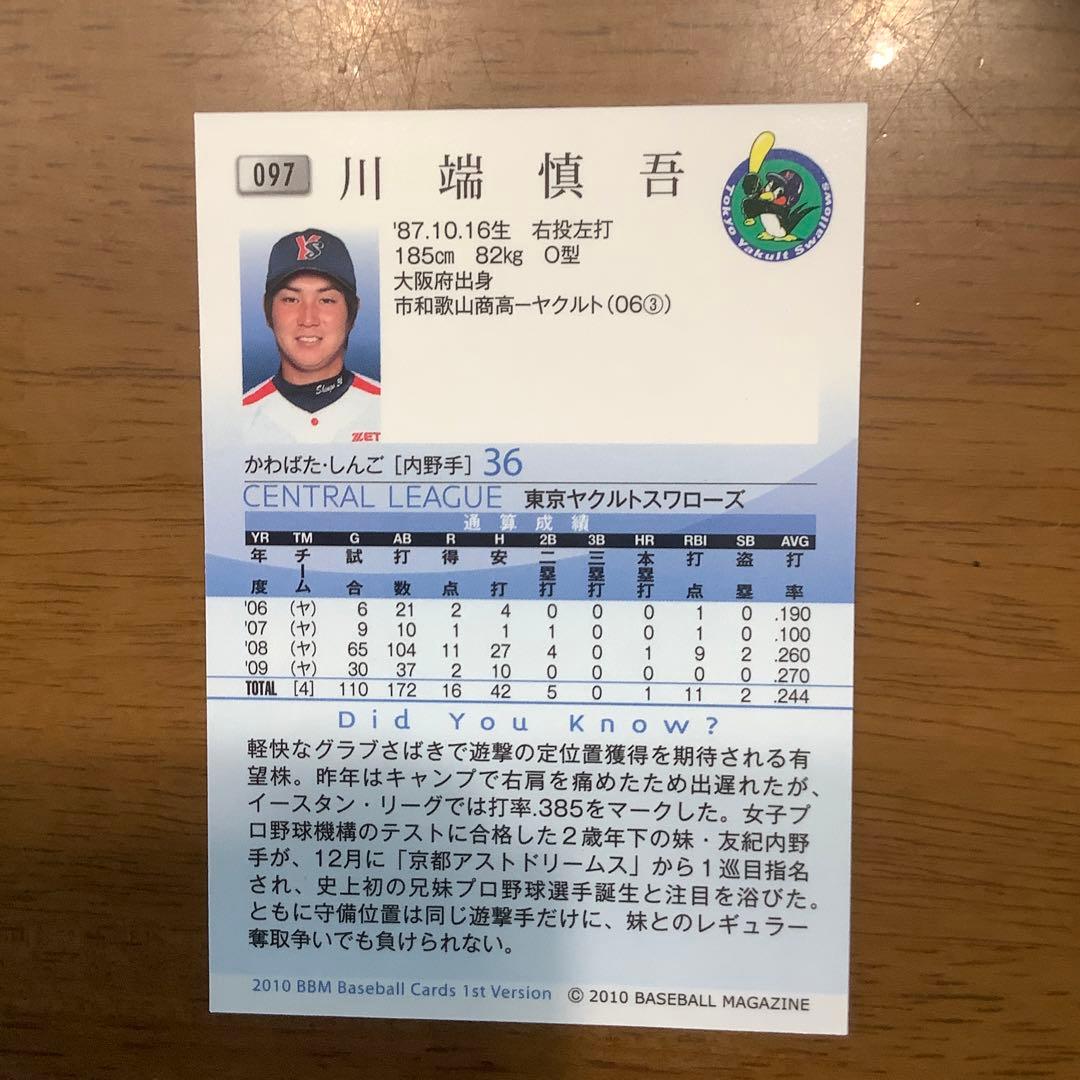 097 川端慎吾
Tokyo Yakult Swallows
'87.10.16生 右投左打
185cm 82kg O型
大阪府出身
市和歌山商高ーヤクルト(06③)
YS
Shingo
ZET
かわばた・しんご [内野手] 36
CENTRAL LEAGUE 東京ヤクルトスワローズ
通算成績
YR TM G AB R H 2B 3B HR RBI SB AVG
年度 チーム 試合 打数 得点 安打 二塁打 三塁打 本塁打 打点 盗塁 打率
'06 (ヤ) 6 21 2 4 0 0 0 1 0 .190
'07 (ヤ) 9 10 1 1 1 0 0 1 0 .100
'08 (ヤ) 65 104 11 27 4 0 1 9 2 .260
'09 (ヤ) 30 37 2 10 0 0 0 0 0 .270
TOTAL [4] 110 172 16 42 5 0 1 11 2 .244
Did You Know?
軽快なグラブさばきで遊撃の定位置獲得を期待される有
望株。昨年はキャンプで右肩を痛めたため出遅れたが、
イースタン・リーグでは打率.385をマークした。女子プ
ロ野球機構のテストに合格した2歳年下の妹・友紀内野
手が、12月に「京都アストドリームス」から1巡目指名
され、史上初の兄妹プロ野球選手誕生と注目を浴びた。
ともに守備位置は同じ遊撃手だけに、妹とのレギュラー
奪取争いでも負けられない。
2010 BBM Baseball Cards 1st Version © 2010 BASEBALL MAGAZINE